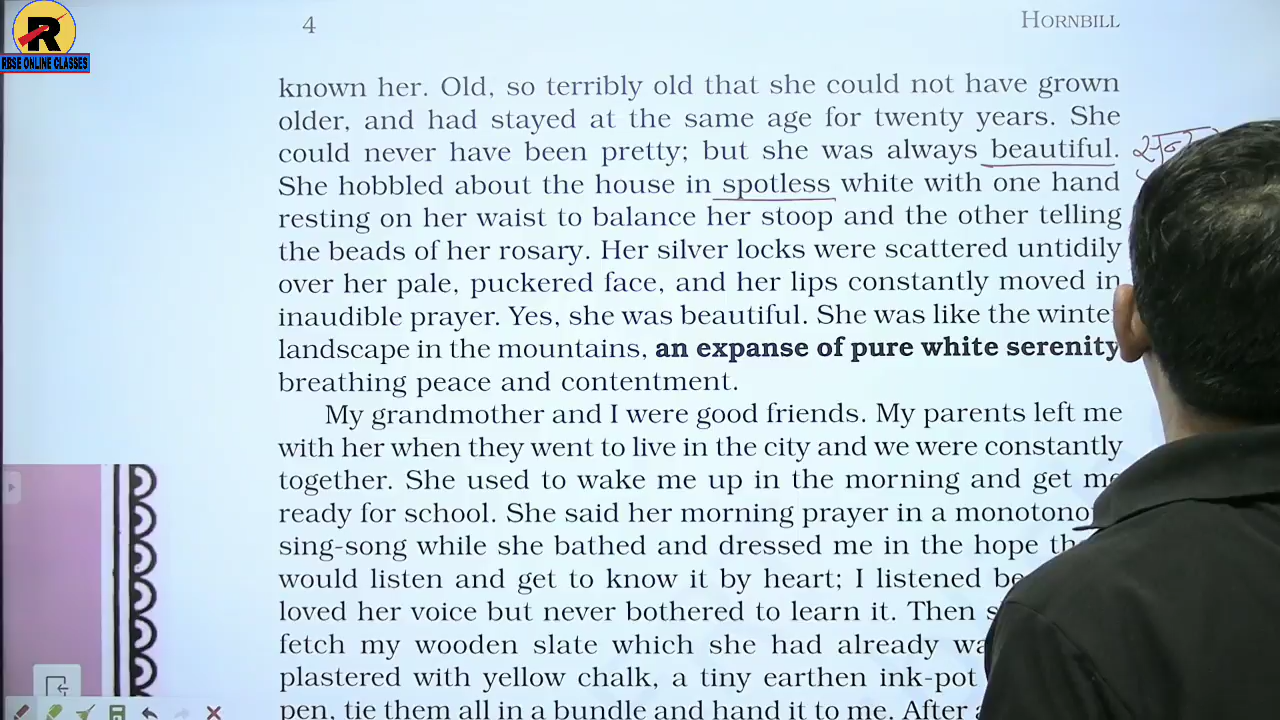 R
RBSE ONLINE CLASSES
4
HORNBILL
known her. Old, so terribly old that she could not have grown
older, and had stayed at the same age for twenty years. She
could never have been pretty; but she was always beautiful.
She hobbled about the house in spotless white with one hand
resting on her waist to balance her stoop and the other telling
the beads of her rosary. Her silver locks were scattered untidily
over her pale, puckered face, and her lips constantly moved in
inaudible prayer. Yes, she was beautiful. She was like the winte
landscape in the mountains, an expanse of pure white serenity
breathing peace and contentment.
My grandmother and I were good friends. My parents left me
with her when they went to live in the city and we were constantly
together. She used to wake me up in the morning and get me
ready for school. She said her morning prayer in a monotono
sing-song while she bathed and dressed me in the hope th
would listen and get to know it by heart; I listened be
loved her voice but never bothered to learn it. Then s
fetch my wooden slate which she had already wa
plastered with yellow chalk, a tiny earthen ink-pot
pen, tie them all in a bundle and hand it to me. After a